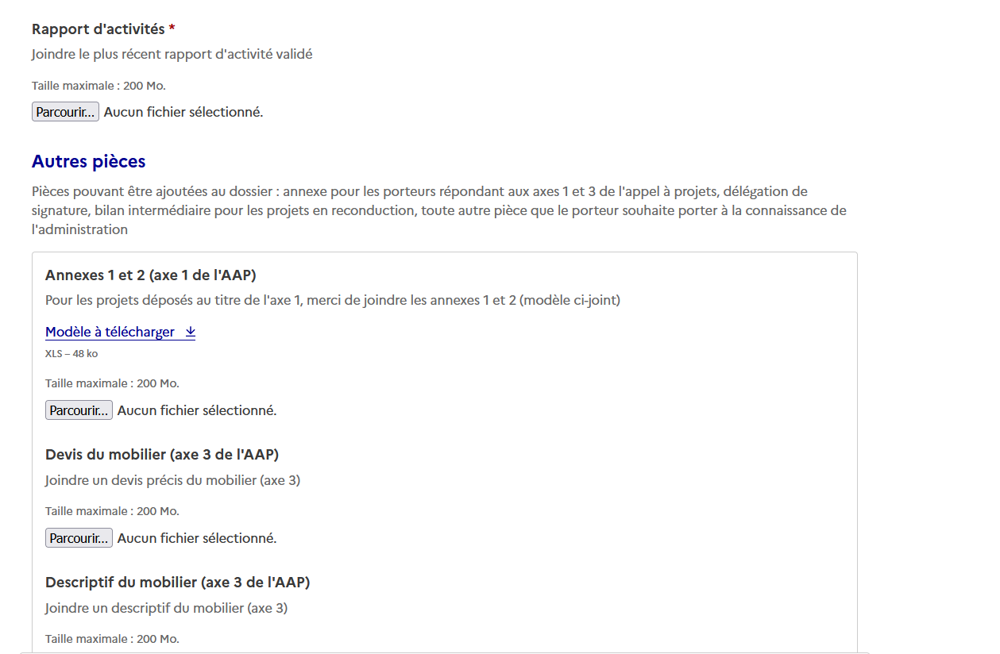 Rapport d'activités *
Joindre le plus récent rapport d'activité validé
Taille maximale : 200 Mo.
Parcourir... Aucun fichier sélectionné.
Autres pièces
Pièces pouvant être ajoutées au dossier : annexe pour les porteurs répondant aux axes 1 et 3 de l'appel à projets, délégation de
signature, bilan intermédiaire pour les projets en reconduction, toute autre pièce que le porteur souhaite porter à la connaissance de
l'administration
Annexes 1 et 2 (axe 1 de l'AAP)
Pour les projets déposés au titre de l'axe 1, merci de joindre les annexes 1 et 2 (modèle ci-joint)
Modèle à télécharger
XLS – 48 ko
Taille maximale : 200 Mo.
Parcourir... Aucun fichier sélectionné.
Devis du mobilier (axe 3 de l'AAP)
Joindre un devis précis du mobilier (axe 3)
Taille maximale : 200 Mo.
Parcourir... Aucun fichier sélectionné.
Descriptif du mobilier (axe 3 de l'AAP)
Joindre un descriptif du mobilier (axe 3)
Taille maximale : 200 Mo.